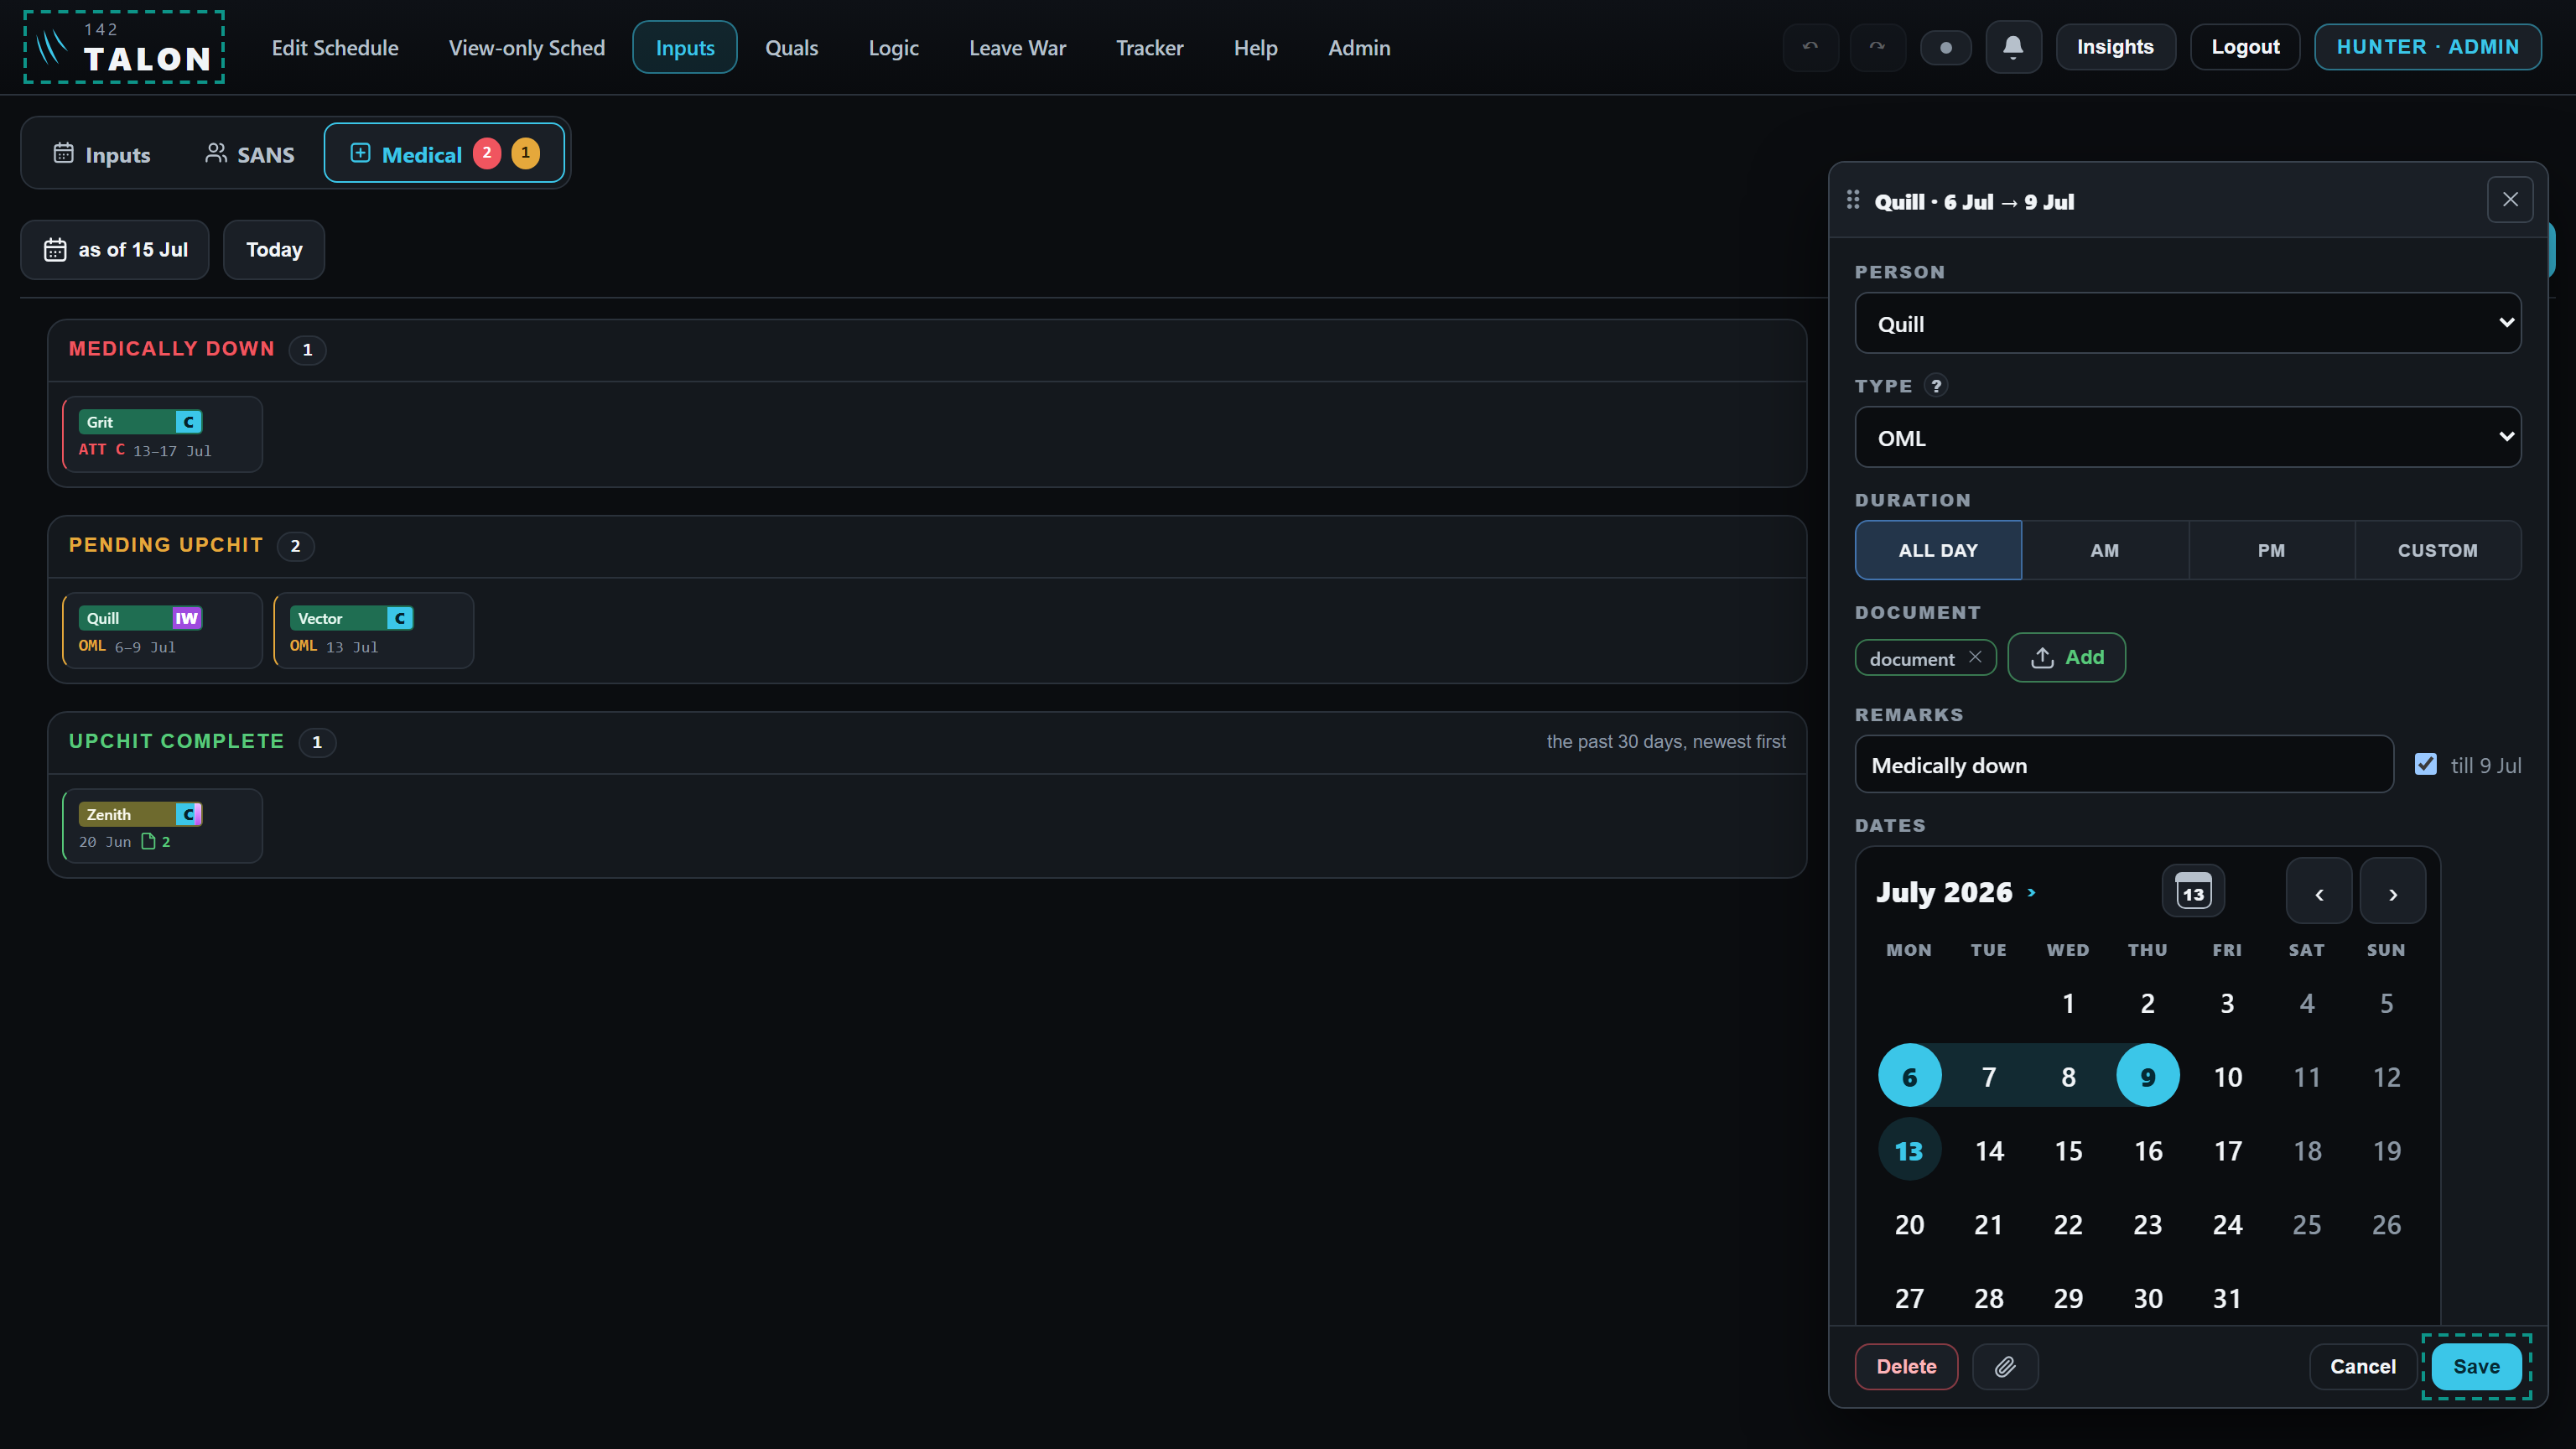 142
TALON
Edit Schedule
View-only Sched
Inputs
Quals
Logic
Leave War
Tracker
Help
Admin
Insights
Logout
HUNTER · ADMIN
Inputs
SANS
Medical 2 1
as of 15 Jul
Today
MEDICALLY DOWN 1
Grit C
ATT C 13–17 Jul
PENDING UPCHIT 2
Quill IW
OML 6–9 Jul
Vector C
OML 13 Jul
UPCHIT COMPLETE 1
the past 30 days, newest first
Zenith C
20 Jun 2
Quill · 6 Jul → 9 Jul
PERSON
Quill
TYPE ?
OML
DURATION
ALL DAY AM PM CUSTOM
DOCUMENT
document × Add
REMARKS
Medically down
till 9 Jul
DATES
July 2026 ›
13
‹ ›
MON TUE WED THU FRI SAT SUN
1 2 3 4 5
6 7 8 9 10 11 12
13 14 15 16 17 18 19
20 21 22 23 24 25 26
27 28 29 30 31
Delete
Cancel
Save